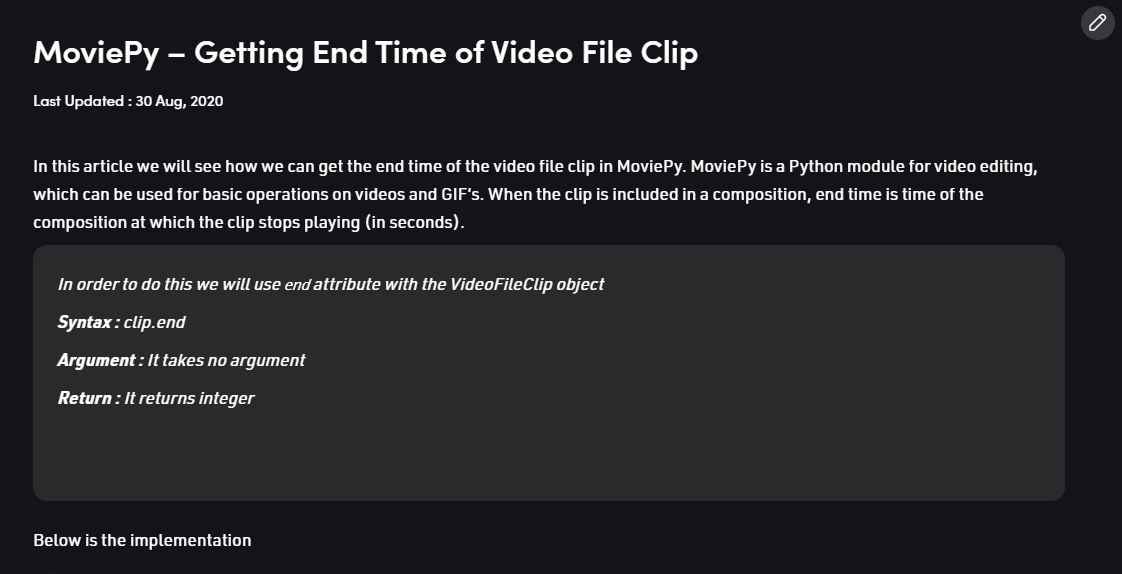 MoviePy – Getting End Time of Video File Clip
Last Updated : 30 Aug, 2020
In this article we will see how we can get the end time of the video file clip in MoviePy. MoviePy is a Python module for video editing,
which can be used for basic operations on videos and GIF’s. When the clip is included in a composition, end time is time of the
composition at which the clip stops playing (in seconds).
In order to do this we will use end attribute with the VideoFileClip object
Syntax : clip.end
Argument : It takes no argument
Return : It returns integer
Below is the implementation